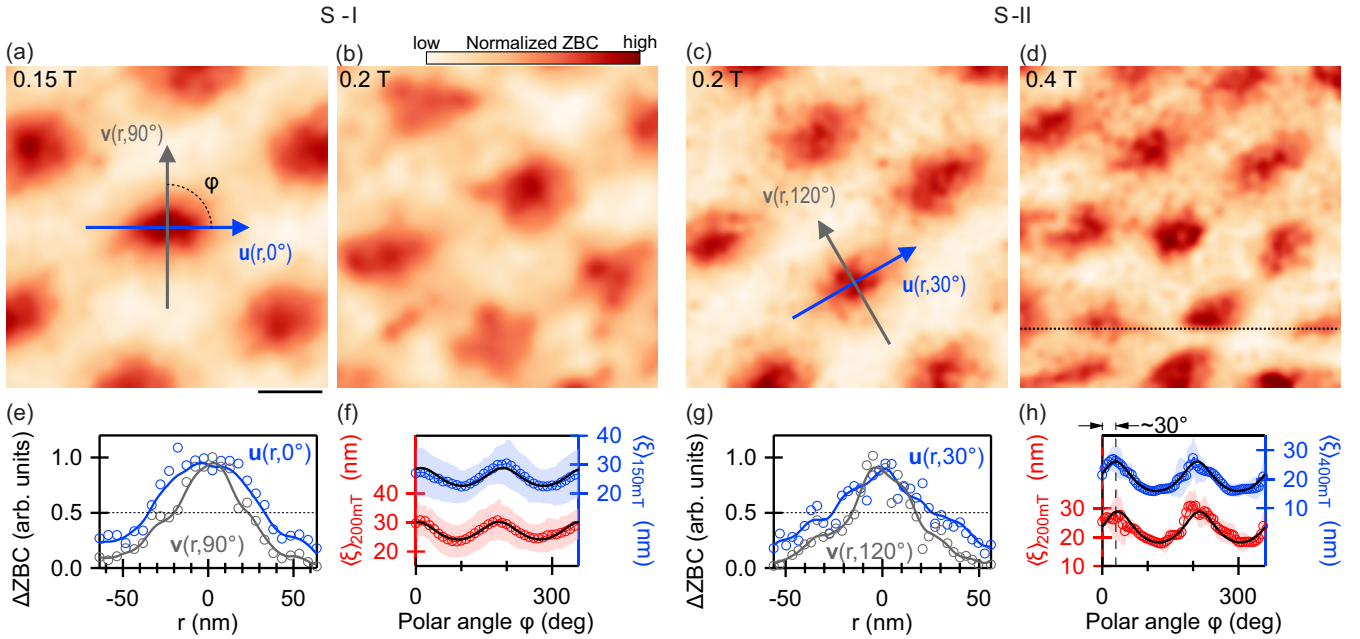 S-I
S-II
(a)
(b)
low Normalized ZBC high
(c)
(d)
0.15 T
0.2 T
0.2 T
0.4 T
v(r,90°)
φ
u(r,0°)
v(r,120°)
u(r,30°)
(e)
(f)
(g)
(h)
ΔZBC (arb. units)
1.0
0.5
0.0
u(r,0°)
v(r,90°)
-50
0
50
r (nm)
⟨ξ⟩200mT (nm)
40
30
20
40
30
20
⟨ξ⟩150mT (nm)
0
300
Polar angle φ (deg)
ΔZBC (arb. units)
1.0
0.5
0.0
u(r,30°)
v(r,120°)
-50
0
50
r (nm)
~30°
⟨ξ⟩200mT (nm)
30
20
10
30
20
10
⟨ξ⟩400mT (nm)
0
300
Polar angle φ (deg)